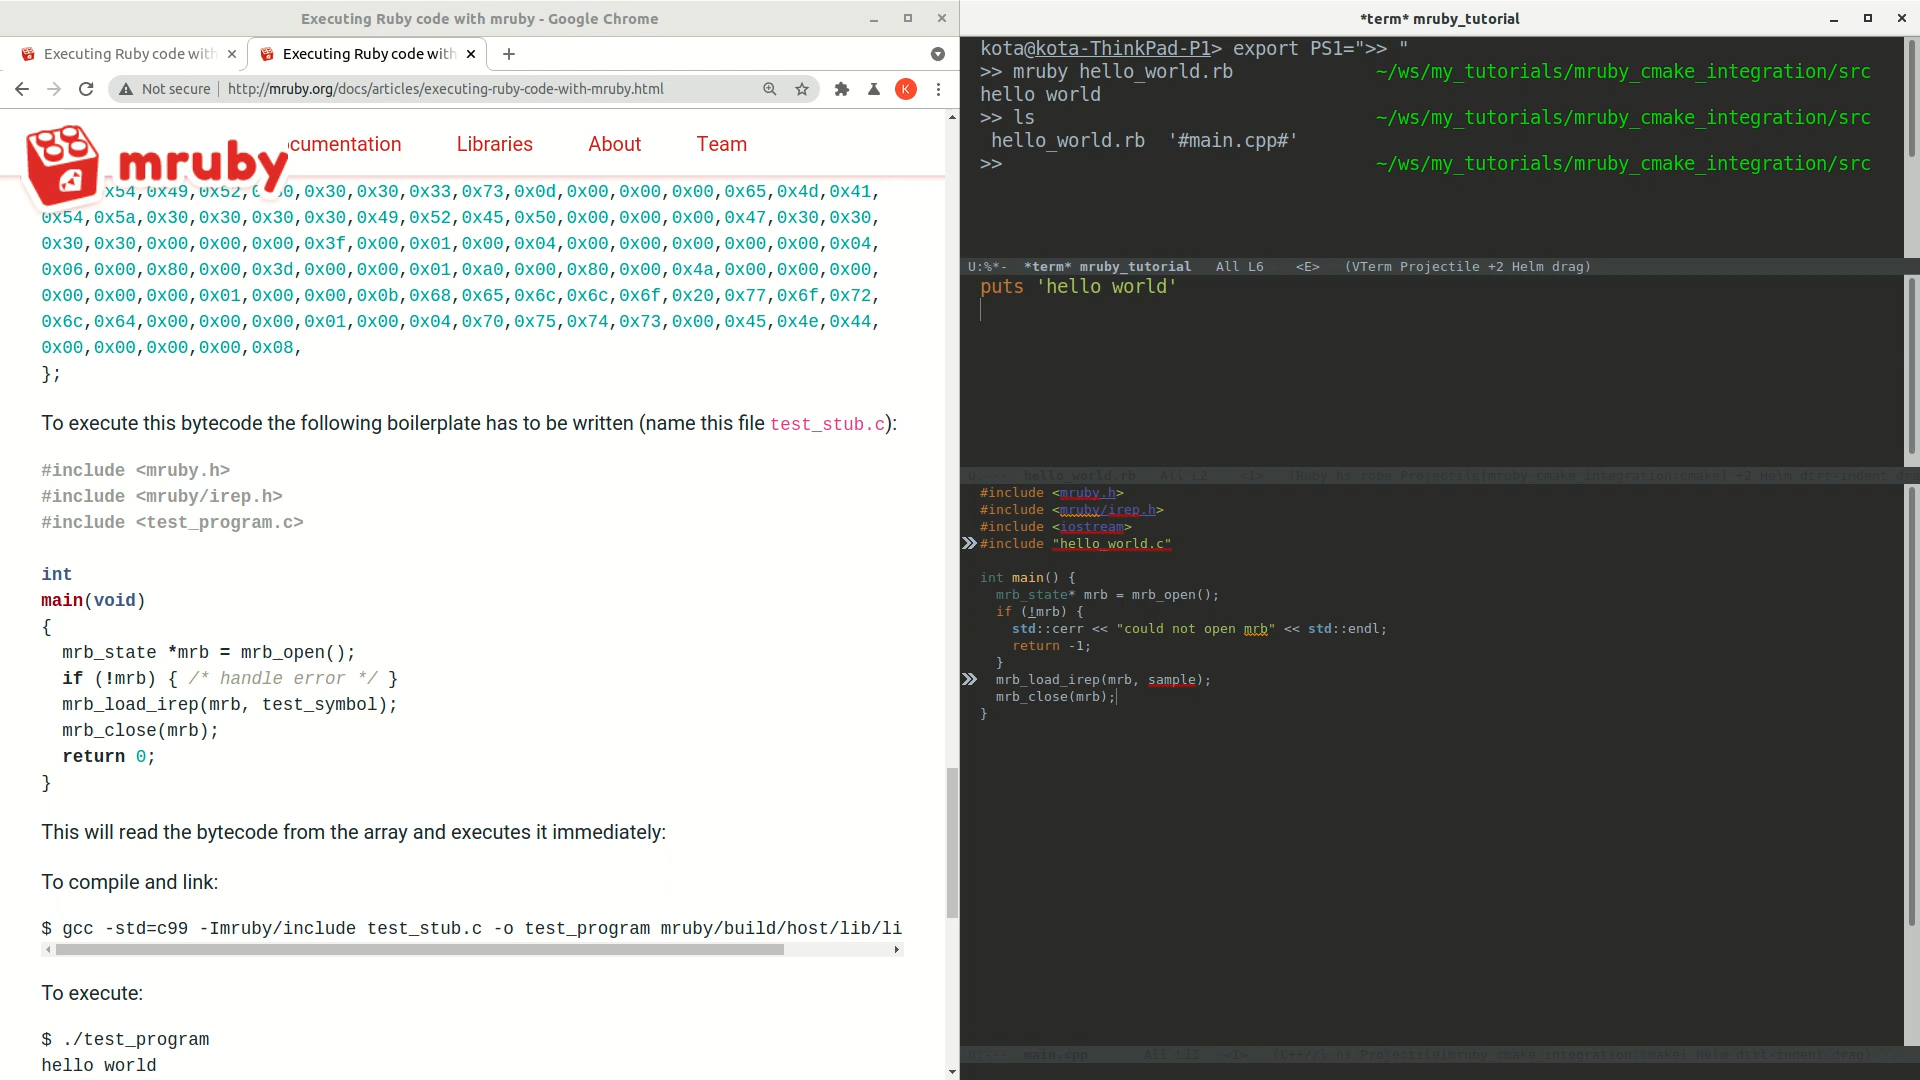 Executing Ruby code with mruby - Google Chrome
Executing Ruby code with
Executing Ruby code with
Not secure
http://mruby.org/docs/articles/executing-ruby-code-with-mruby.html
K
mruby
cumentation
Libraries
About
Team
x54,0x49,0x52,0x30,0x30,0x30,0x33,0x73,0x0d,0x00,0x00,0x00,0x65,0x4d,0x41,
0x54,0x5a,0x30,0x30,0x30,0x30,0x49,0x52,0x45,0x50,0x00,0x00,0x00,0x47,0x30,0x30,
0x30,0x30,0x00,0x00,0x00,0x3f,0x00,0x01,0x00,0x04,0x00,0x00,0x00,0x00,0x00,0x04,
0x06,0x00,0x80,0x00,0x3d,0x00,0x00,0x01,0xa0,0x00,0x80,0x00,0x4a,0x00,0x00,0x00,
0x00,0x00,0x00,0x01,0x00,0x00,0x0b,0x68,0x65,0x6c,0x6c,0x6f,0x20,0x77,0x6f,0x72,
0x6c,0x64,0x00,0x00,0x00,0x01,0x00,0x04,0x70,0x75,0x74,0x73,0x00,0x45,0x4e,0x44,
0x00,0x00,0x00,0x00,0x08,
};
To execute this bytecode the following boilerplate has to be written (name this file test_stub.c):
#include <mruby.h>
#include <mruby/irep.h>
#include <test_program.c>
int
main(void)
{
mrb_state *mrb = mrb_open();
if (!mrb) { /* handle error */ }
mrb_load_irep(mrb, test_symbol);
mrb_close(mrb);
return 0;
}
This will read the bytecode from the array and executes it immediately:
To compile and link:
$ gcc -std=c99 -Imruby/include test_stub.c -o test_program mruby/build/host/lib/li
To execute:
$ ./test_program
hello world
*term* mruby_tutorial
kota@kota-ThinkPad-P1> export PS1=">> "
>> mruby hello_world.rb ~/ws/my_tutorials/mruby_cmake_integration/src
hello world
>> ls ~/ws/my_tutorials/mruby_cmake_integration/src
hello_world.rb '#main.cpp#'
>> ~/ws/my_tutorials/mruby_cmake_integration/src
U:%*- *term* mruby_tutorial All L6 <E> (VTerm Projectile +2 Helm drag)
puts 'hello world'
hello_world.rb All L2 <I>
#include <mruby.h>
#include <mruby/irep.h>
#include <iostream>
#include "hello_world.c"
int main() {
mrb_state* mrb = mrb_open();
if (!mrb) {
std::cerr << "could not open mrb" << std::endl;
return -1;
}
mrb_load_irep(mrb, sample);
mrb_close(mrb);
}
main.cpp All L13 <I>